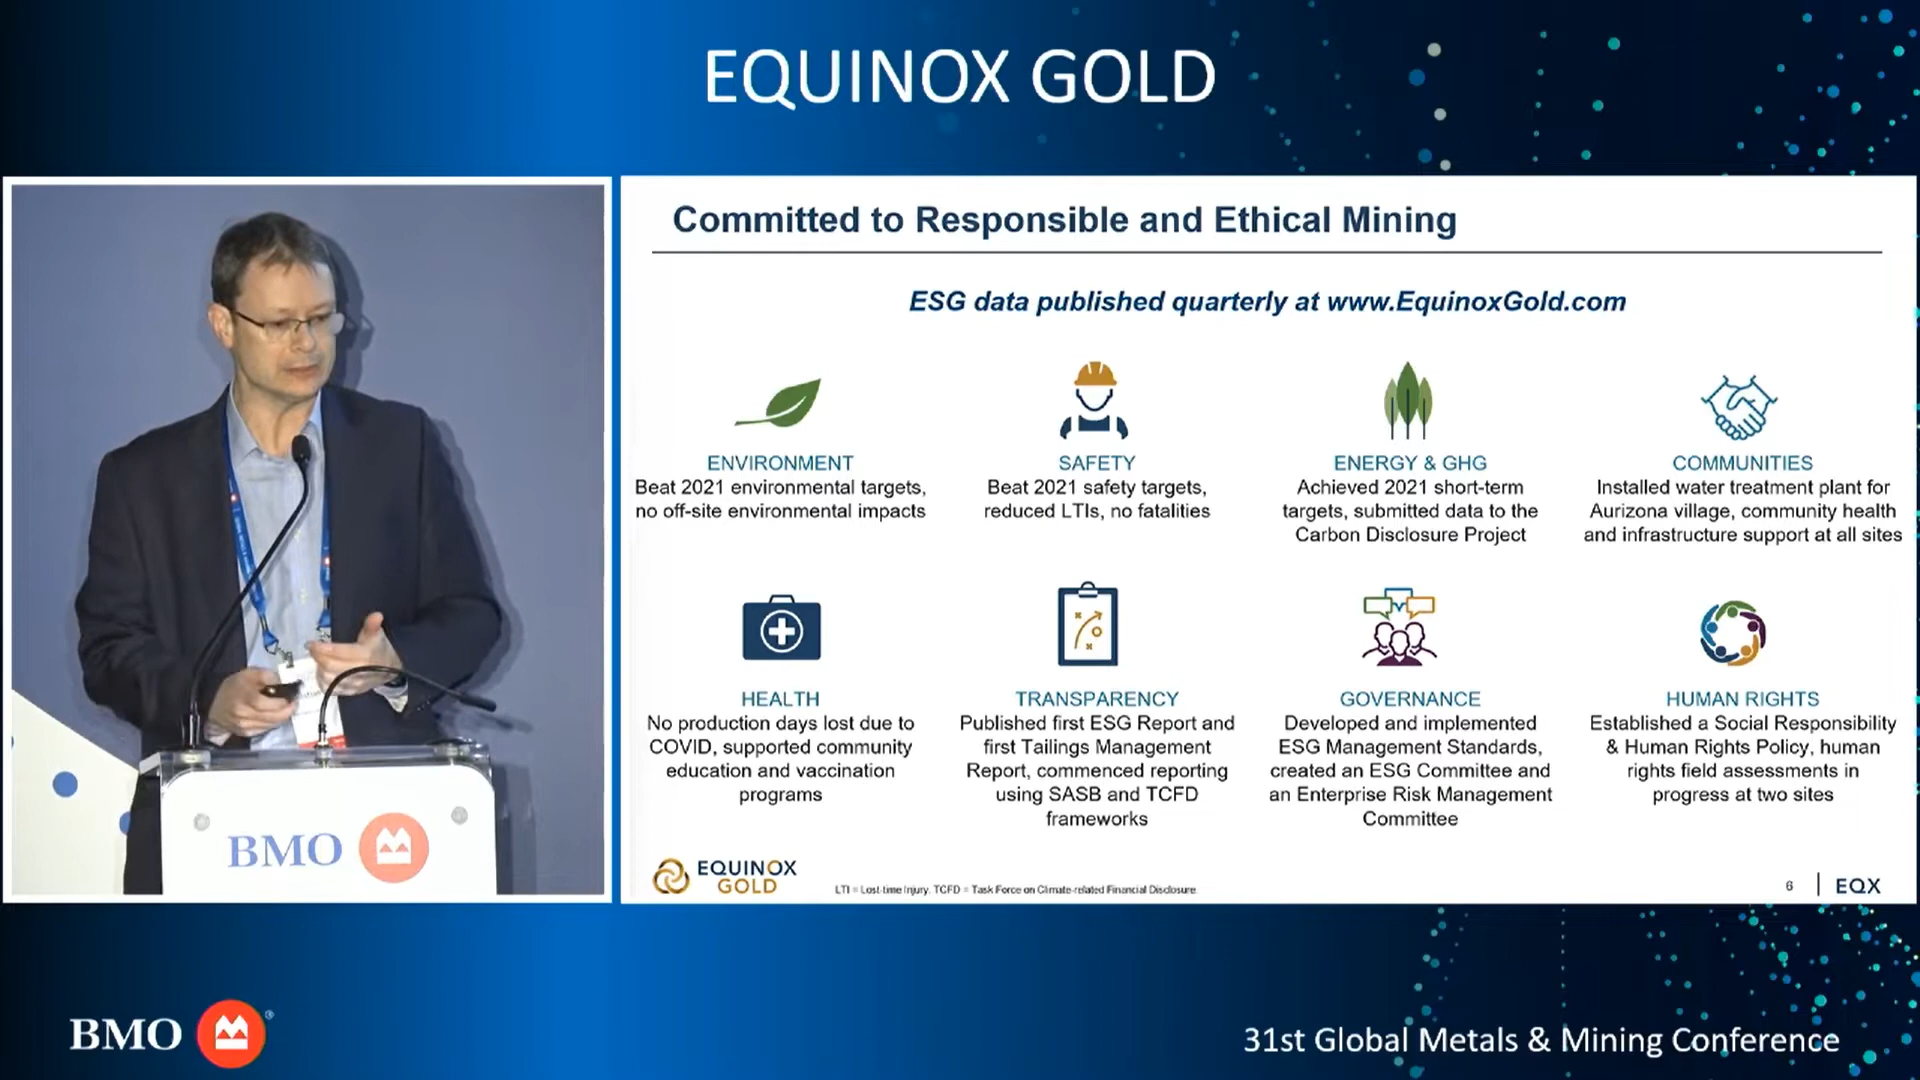 EQUINOX GOLD
Committed to Responsible and Ethical Mining
ESG data published quarterly at www.EquinoxGold.com
ENVIRONMENT
Beat 2021 environmental targets,
no off-site environmental impacts
SAFETY
Beat 2021 safety targets,
reduced LTIs, no fatalities
ENERGY & GHG
Achieved 2021 short-term
targets, submitted data to the
Carbon Disclosure Project
COMMUNITIES
Installed water treatment plant for
Aurizona village, community health
and infrastructure support at all sites
HEALTH
No production days lost due to
COVID, supported community
education and vaccination
programs
TRANSPARENCY
Published first ESG Report and
first Tailings Management
Report, commenced reporting
using SASB and TCFD
frameworks
GOVERNANCE
Developed and implemented
ESG Management Standards,
created an ESG Committee and
an Enterprise Risk Management
Committee
HUMAN RIGHTS
Established a Social Responsibility
& Human Rights Policy, human
rights field assessments in
progress at two sites
EQUINOX
GOLD
LTI = Lost-time Injury. TCFD = Task Force on Climate-related Financial Disclosure.
6 | EQX
BMO
BMO ®
31st Global Metals & Mining Conference